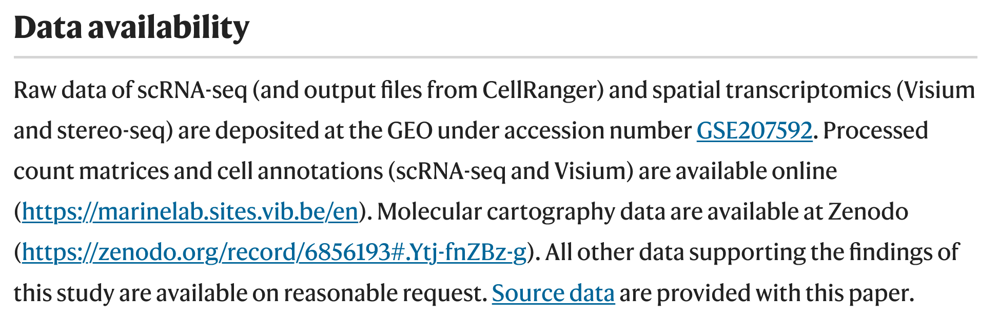 Data availability
Raw data of scRNA-seq (and output files from CellRanger) and spatial transcriptomics (Visium
and stereo-seq) are deposited at the GEO under accession number GSE207592. Processed
count matrices and cell annotations (scRNA-seq and Visium) are available online
(https://marinelab.sites.vib.be/en). Molecular cartography data are available at Zenodo
(https://zenodo.org/record/6856193#.Ytj-fnZBz-g). All other data supporting the findings of
this study are available on reasonable request. Source data are provided with this paper.